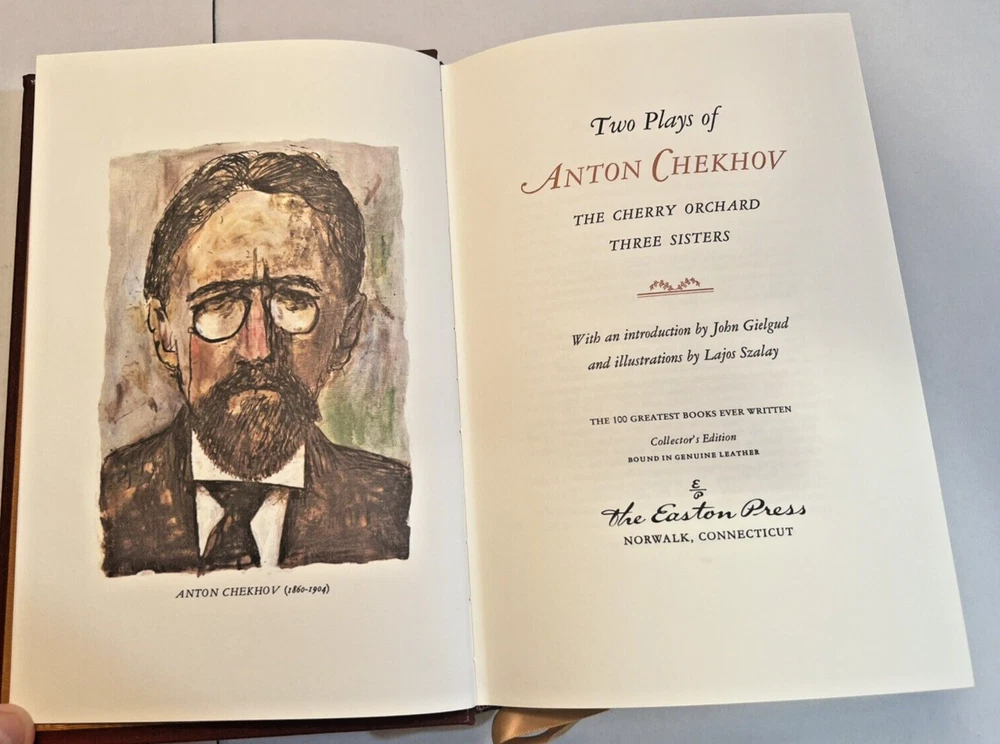 ANTON CHEKHOV (1860-1904)
Two Plays of
ANTON CHEKHOV
THE CHERRY ORCHARD
THREE SISTERS
With an introduction by John Gielgud
and illustrations by Lajos Szalay
THE 100 GREATEST BOOKS EVER WRITTEN
Collector's Edition
BOUND IN GENUINE LEATHER
E
P
The Easton Press
NORWALK, CONNECTICUT